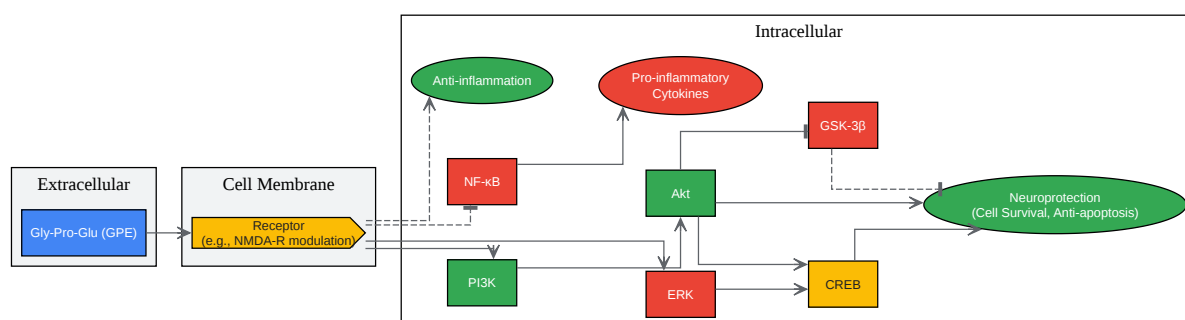 Intracellular
Anti-inflammation
Pro-inflammatory
Cytokines
GSK-3β
Extracellular
Cell Membrane
NF-κB
Akt
Neuroprotection
(Cell Survival, Anti-apoptosis)
Gly-Pro-Glu (GPE)
Receptor
(e.g., NMDA-R modulation)
PI3K
ERK
CREB